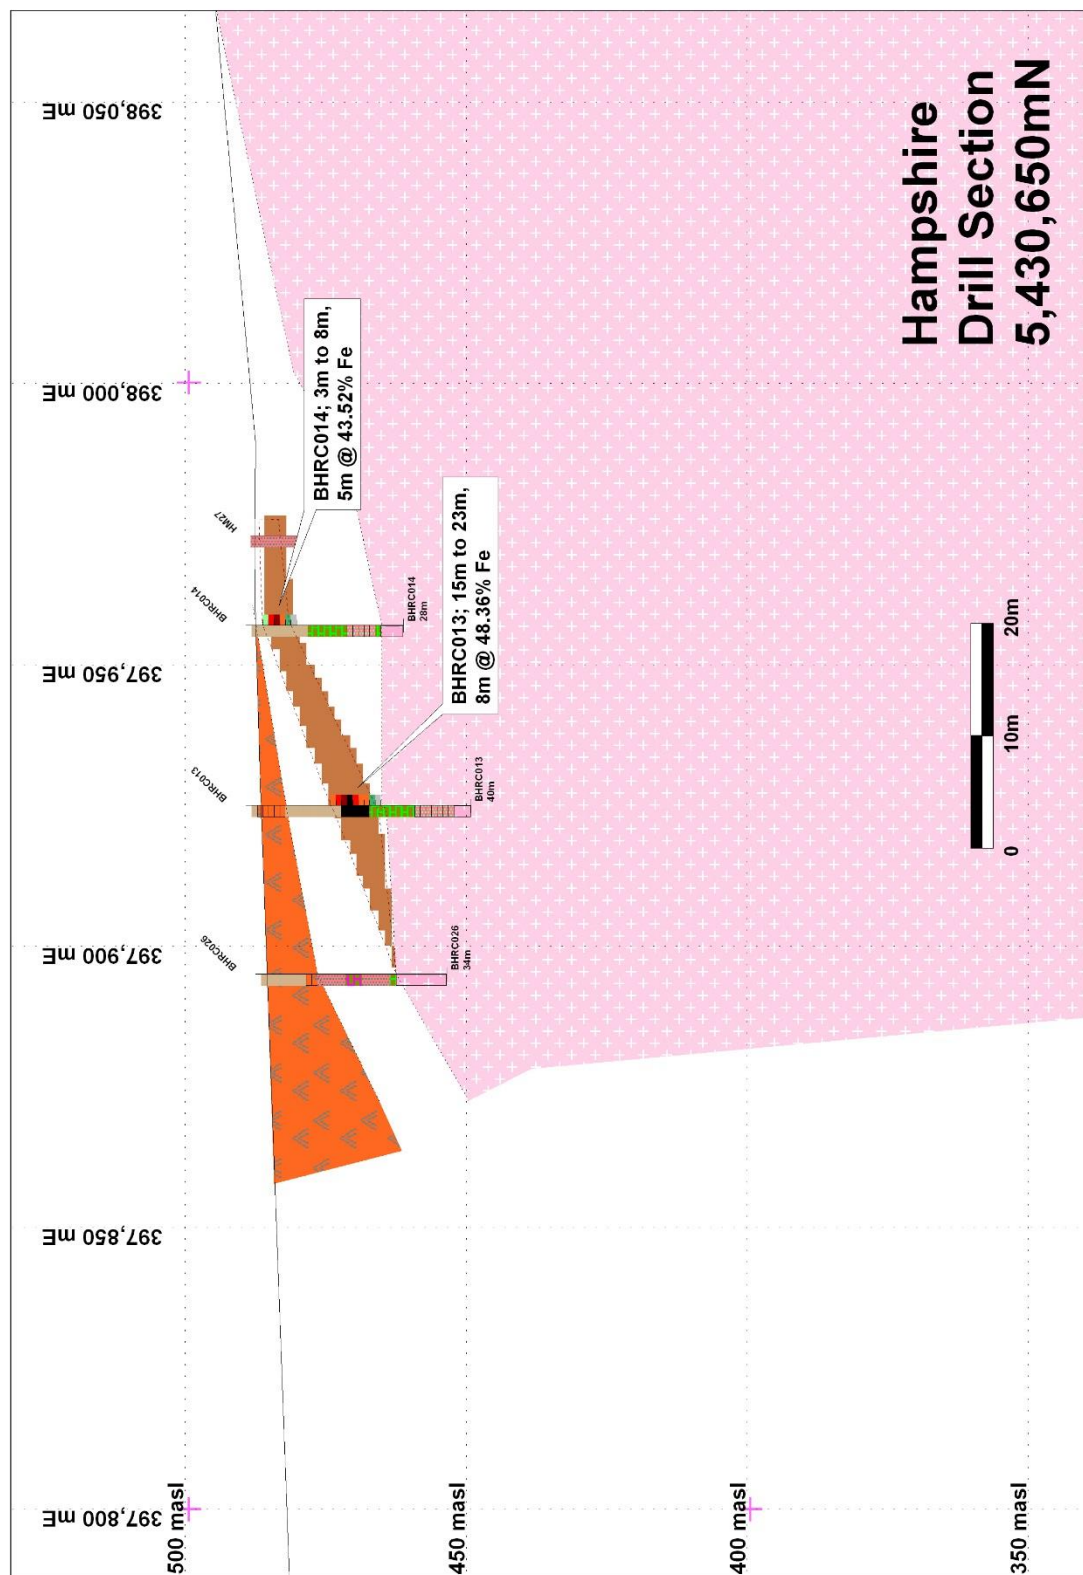 Hampshire
Drill Section
5,430,650mN
398,050 mE
398,000 mE
397,950 mE
397,900 mE
397,850 mE
397,800 mE
500 masl
450 masl
400 masl
350 masl
HM27
BHRC014
BHRC013
BHRC026
BHRC014; 3m to 8m,
5m @ 43.52% Fe
BHRC013; 15m to 23m,
8m @ 48.36% Fe
BHRC014
28m
BHRC013
40m
BHRC026
34m
0
10m
20m